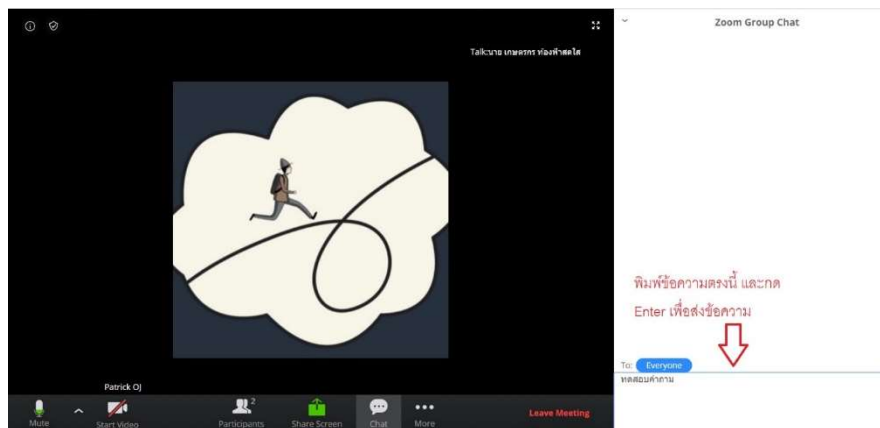 Zoom Group Chat
Talk:นาย เกษตรกร ท่องฟ้าสดใส
พิมพ์ข้อความตรงนี้ และกด
Enter เพื่อส่งข้อความ
To: Everyone
ทดสอบคำถาม
Patrick OJ
2
Mute
Start Video
Participants
Share Screen
Chat
More
Leave Meeting